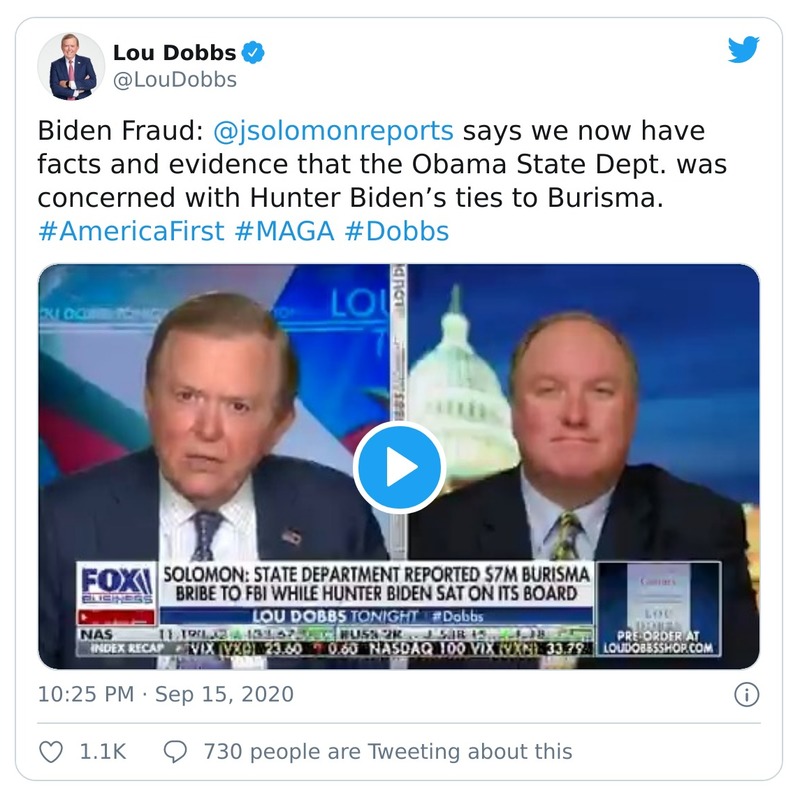 Lou Dobbs
@LouDobbs
Biden Fraud: @jsolomonreports says we now have
facts and evidence that the Obama State Dept. was
concerned with Hunter Biden’s ties to Burisma.
#AmericaFirst #MAGA #Dobbs
LOU
FOX
BUSINESS
SOLOMON: STATE DEPARTMENT REPORTED $7M BURISMA
BRIBE TO FBI WHILE HUNTER BIDEN SAT ON ITS BOARD
LOU DOBBS TONIGHT #Dobbs
LOU
DOBBS
PRE-ORDER AT
LOUDOBBSSHOP.COM
NAS
INDEX RECAP
VIX (VXO) 23.60 0.60 NASDAQ 100 VIX (VXN) 33.79
10:25 PM · Sep 15, 2020
1.1K
730 people are Tweeting about this